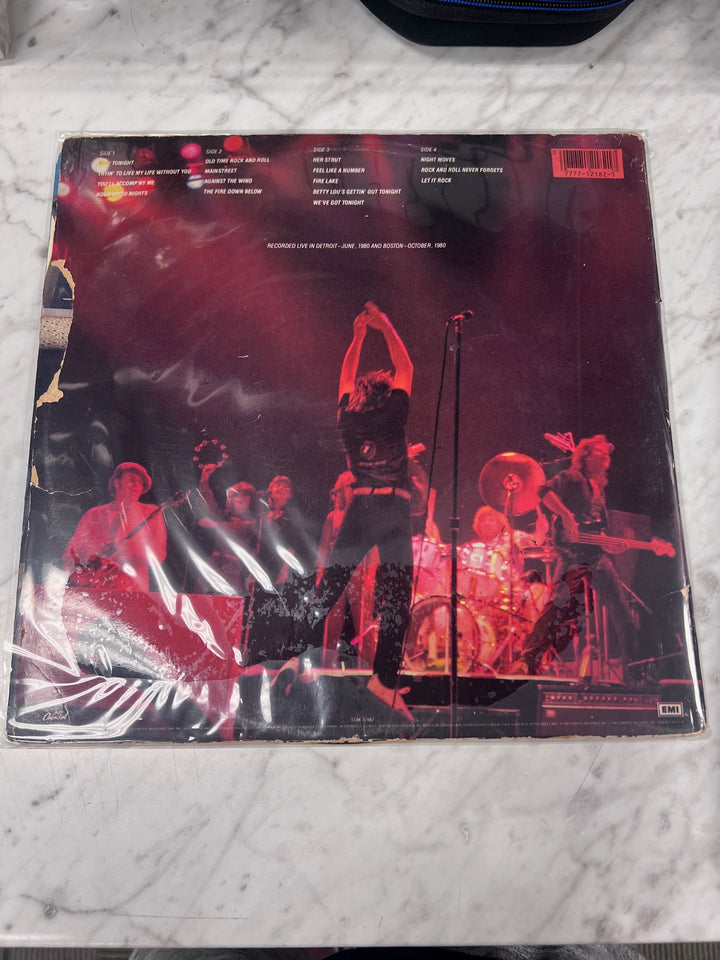 SIDE 1
TONIGHT
TRYIN' TO LIVE MY LIFE WITHOUT YOU
YOU'LL ACCOMP'NY ME
HOLLYWOOD NIGHTS
SIDE 2
OLD TIME ROCK AND ROLL
MAINSTREET
AGAINST THE WIND
THE FIRE DOWN BELOW
SIDE 3
HER STRUT
FEEL LIKE A NUMBER
FIRE LAKE
BETTY LOU'S GETTIN' OUT TONIGHT
WE'VE GOT TONIGHT
SIDE 4
NIGHT MOVES
ROCK AND ROLL NEVER FORGETS
LET IT ROCK
0
7777-12182-1
RECORDED LIVE IN DETROIT–JUNE, 1980 AND BOSTON–OCTOBER, 1980
Capitol
STBK 12182
EMI